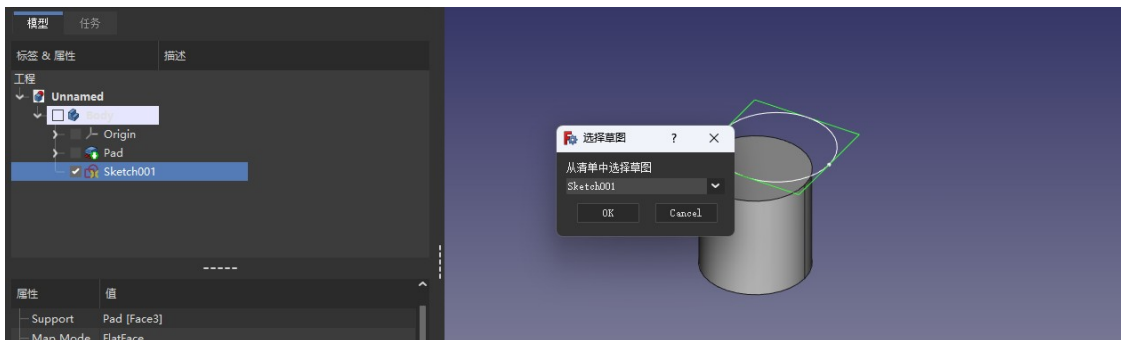 模型 任务
标签 & 属性 描述
工程
Unnamed
Body
Origin
Pad
Sketch001
属性 值
Support Pad [Face3]
Map Mode FlatFace
选择草图 ? ×
从清单中选择草图
Sketch001
OK Cancel